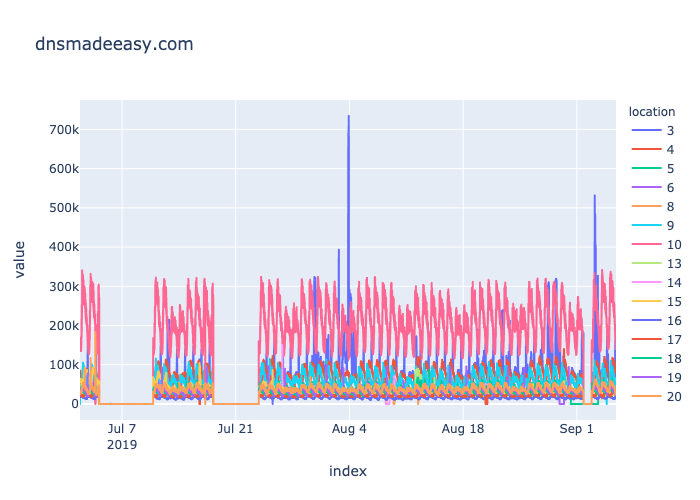 dnsmadeeasy.com
location
700k
600k
500k
400k
300k
200k
100k
0
value
Jul 7
2019
Jul 21
Aug 4
Aug 18
Sep 1
index
3
4
5
6
8
9
10
13
14
15
16
17
18
19
20